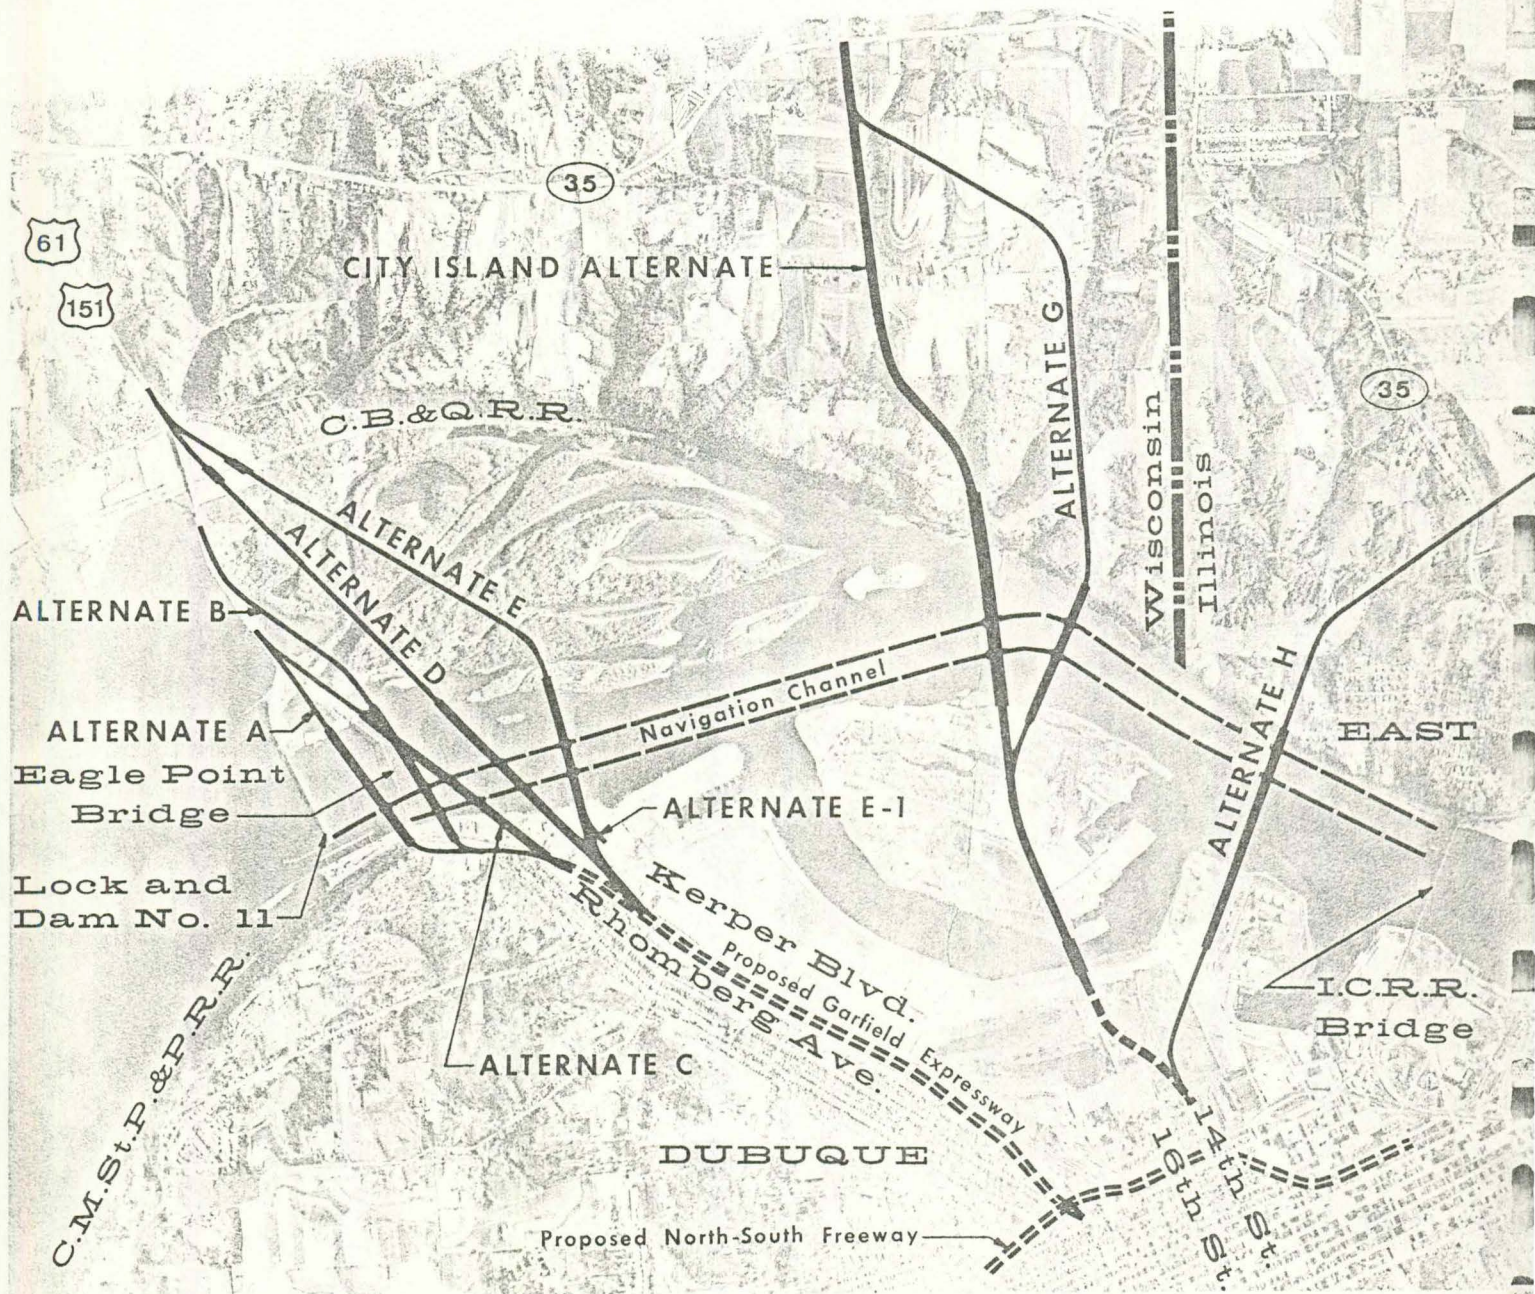 35
61
151
CITY ISLAND ALTERNATE
ALTERNATE G
Wisconsin
Illinois
35
C.B.&Q.R.R.
ALTERNATE E
ALTERNATE D
ALTERNATE B
ALTERNATE A
Eagle Point
Bridge
Navigation Channel
ALTERNATE H
EAST
ALTERNATE E-1
Lock and
Dam No. 11
Kerper Blvd.
Proposed Garfield Expressway
Rhomberg Ave.
I.C.R.R.
Bridge
C.M.St.P.&P.R.R.
ALTERNATE C
DUBUQUE
14th St.
16th St.
Proposed North-South Freeway